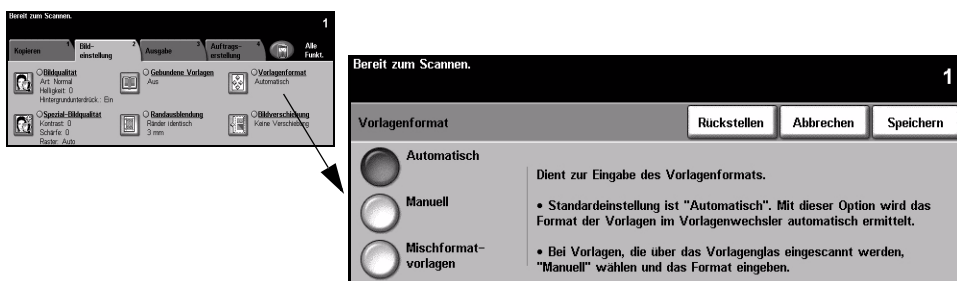 Bereit zum Scannen.
1
Kopieren 1
Bild-
einstellung 2
Ausgabe 3
Auftrags-
erstellung 4
Alle
Funkt.
Bildqualität
Art: Normal
Helligkeit: 0
Hintergrundunterdrück.: Ein
Gebundene Vorlagen
Aus
Vorlagenformat
Automatisch
Spezial-Bildqualität
Kontrast: 0
Schärfe: 0
Raster: Auto
Randausblendung
Ränder identisch
3 mm
Bildverschiebung
Keine Verschiebung
Bereit zum Scannen.
1
Vorlagenformat
Rückstellen
Abbrechen
Speichern
Automatisch
Manuell
Mischformat-
vorlagen
Dient zur Eingabe des Vorlagenformats.
• Standardeinstellung ist "Automatisch". Mit dieser Option wird das
Format der Vorlagen im Vorlagenwechsler automatisch ermittelt.
• Bei Vorlagen, die über das Vorlagenglas eingescannt werden,
"Manuell" wählen und das Format eingeben.